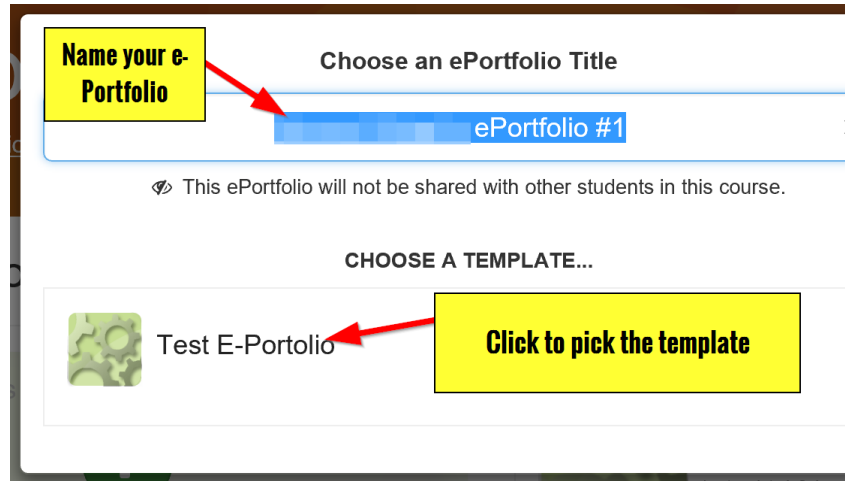 Name your e-
Portfolio
Choose an ePortfolio Title
ePortfolio #1
This ePortfolio will not be shared with other students in this course.
CHOOSE A TEMPLATE...
Test E-Portolio
Click to pick the template